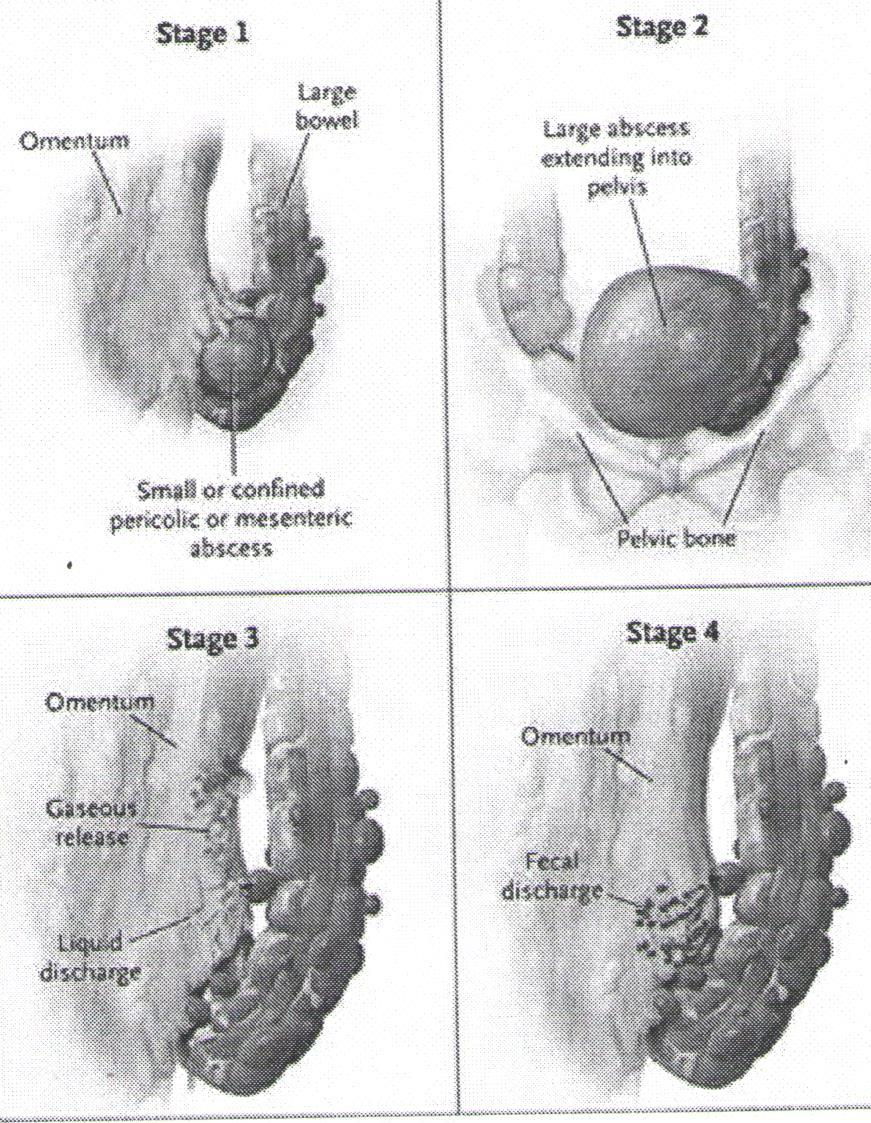 Stage 1
Omentum
Large
bowel
Small or confined
pericolic or mesenteric
abscess
Stage 2
Large abscess
extending into
pelvis
Pelvic bone
Stage 3
Omentum
Gaseous
release
Liquid
discharge
Stage 4
Omentum
Fecal
discharge